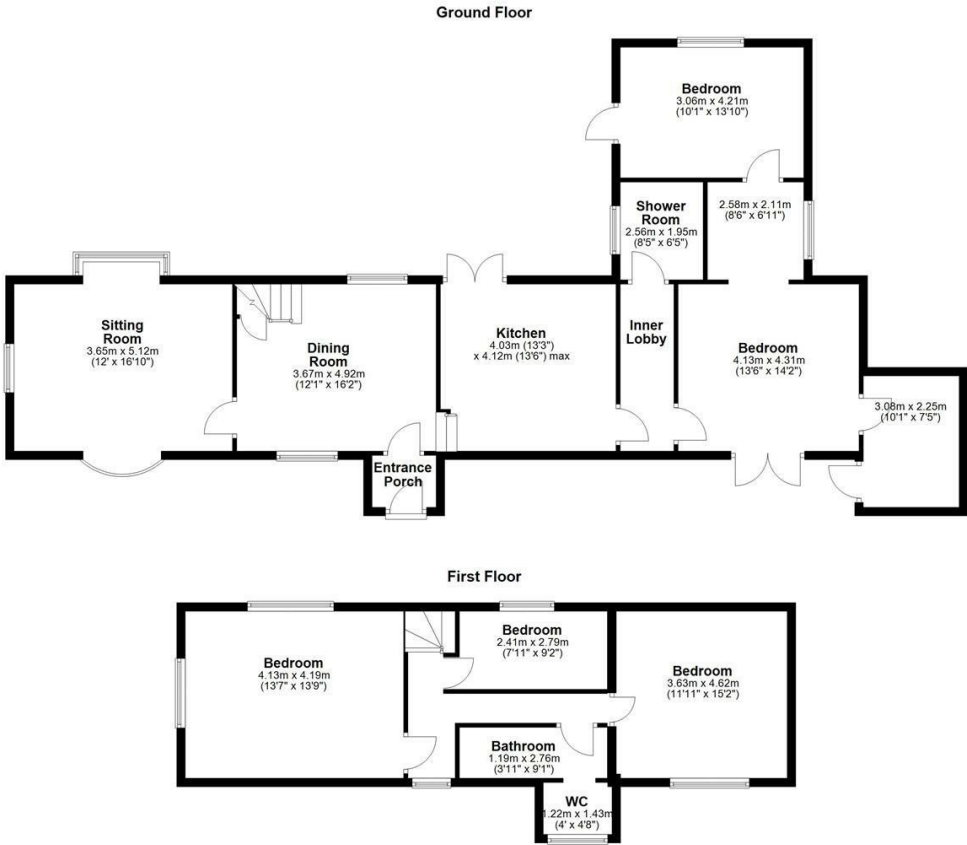 Ground Floor
Bedroom
3.06m x 4.21m
(10'1" x 13'10")
Shower
Room
2.56m x 1.95m
(8'5" x 6'5")
2.58m x 2.11m
(8'6" x 6'11")
Sitting
Room
3.65m x 5.12m
(12' x 16'10")
Dining
Room
3.67m x 4.92m
(12'1" x 16'2")
Kitchen
4.03m (13'3")
x 4.12m (13'6") max
Inner
Lobby
Bedroom
4.13m x 4.31m
(13'6" x 14'2")
3.08m x 2.25m
(10'1" x 7'5")
Entrance
Porch
First Floor
Bedroom
4.13m x 4.19m
(13'7" x 13'9")
Bedroom
2.41m x 2.79m
(7'11" x 9'2")
Bedroom
3.63m x 4.62m
(11'11" x 15'2")
Bathroom
1.19m x 2.76m
(3'11" x 9'1")
WC
1.22m x 1.43m
(4' x 4'8")